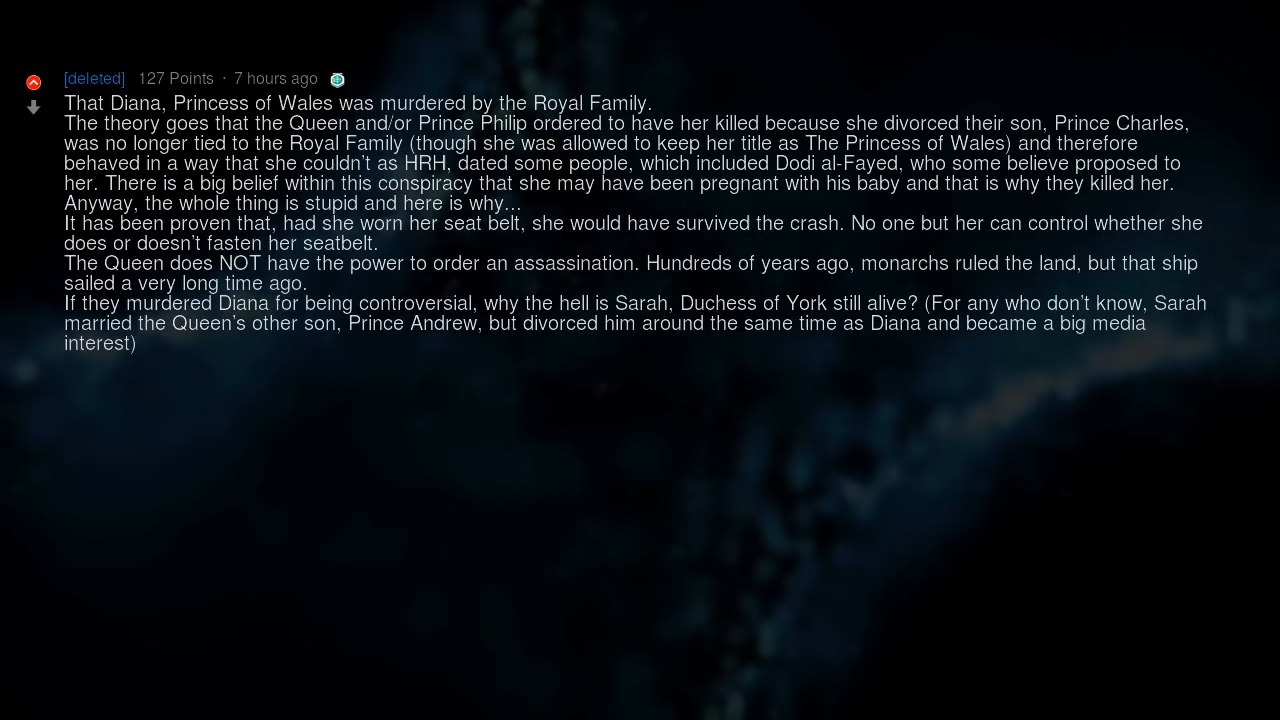 [deleted] 127 Points · 7 hours ago
That Diana, Princess of Wales was murdered by the Royal Family.
The theory goes that the Queen and/or Prince Philip ordered to have her killed because she divorced their son, Prince Charles,
was no longer tied to the Royal Family (though she was allowed to keep her title as The Princess of Wales) and therefore
behaved in a way that she couldn't as HRH, dated some people, which included Dodi al-Fayed, who some believe proposed to
her. There is a big belief within this conspiracy that she may have been pregnant with his baby and that is why they killed her.
Anyway, the whole thing is stupid and here is why...
It has been proven that, had she worn her seat belt, she would have survived the crash. No one but her can control whether she
does or doesn't fasten her seatbelt.
The Queen does NOT have the power to order an assassination. Hundreds of years ago, monarchs ruled the land, but that ship
sailed a very long time ago.
If they murdered Diana for being controversial, why the hell is Sarah, Duchess of York still alive? (For any who don't know, Sarah
married the Queen's other son, Prince Andrew, but divorced him around the same time as Diana and became a big media
interest)